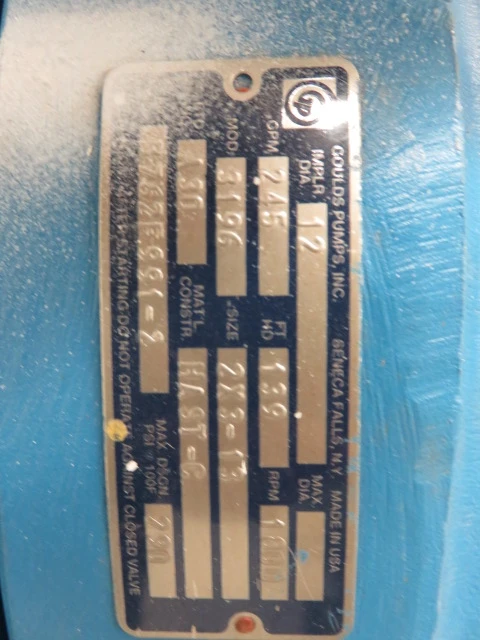 GOULDS PUMPS, INC. SENECA FALLS, N.Y. MADE IN USA
IMPLR. DIA. 12 MAX. DIA.
GPM 245 FT HD 139 RPM
MOD. 3196 -SIZE 2X3-13
130 MAT'L. CONSTR. HAST-C
MAX. DSGN. PSI 100F 290
STARTING DO NOT OPERATE AGAINST CLOSED VALVE